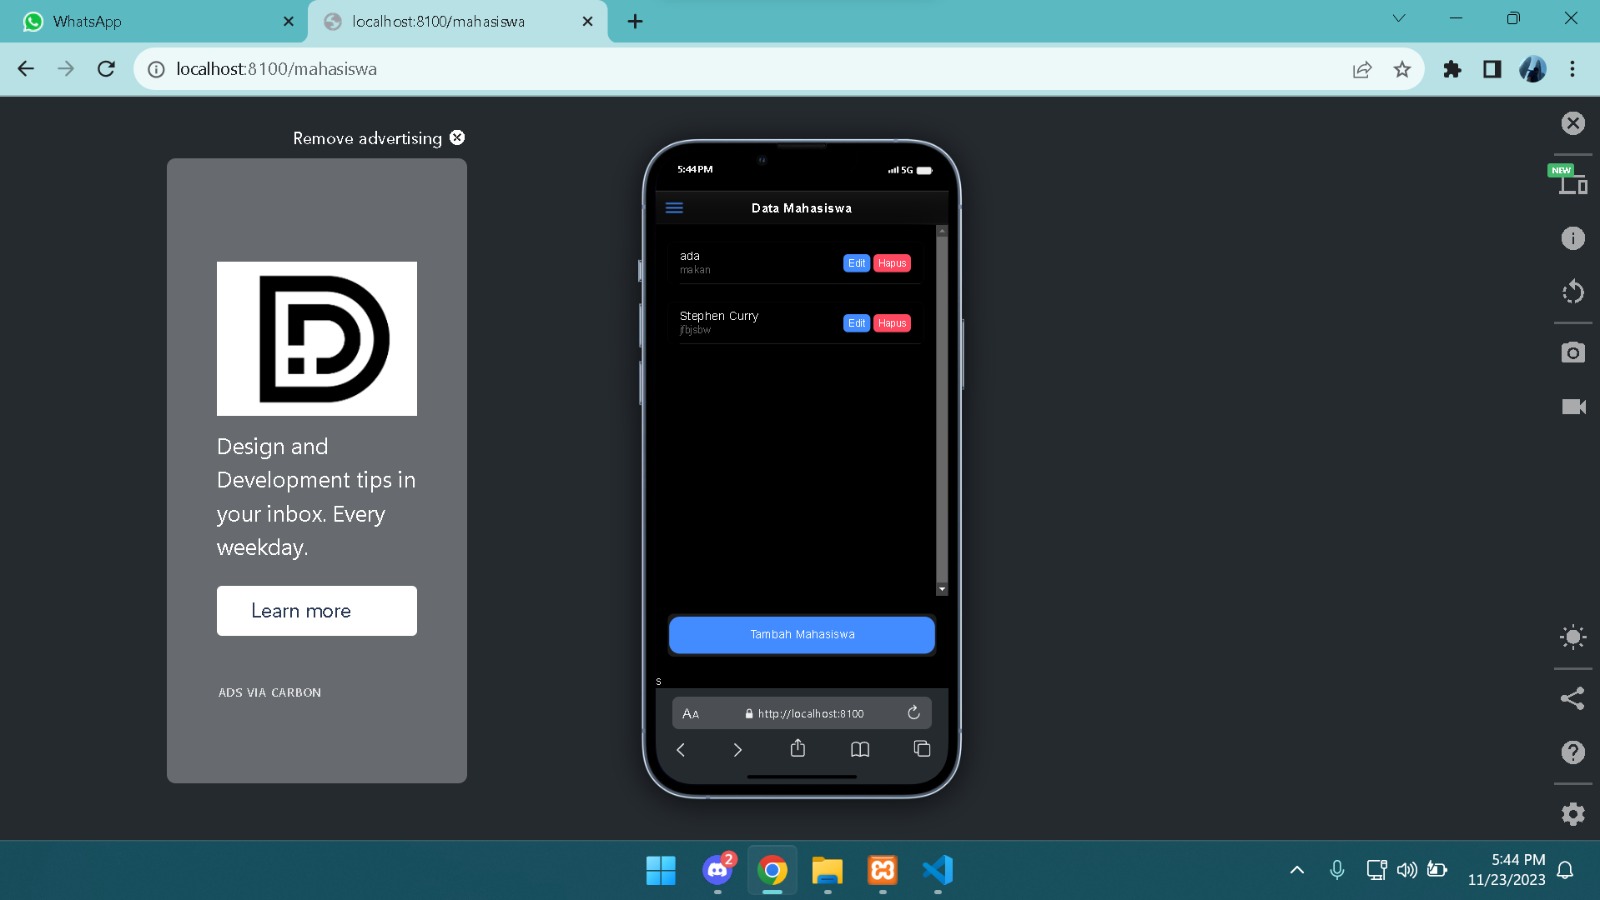 WhatsApp
localhost:8100/mahasiswa
localhost:8100/mahasiswa
Remove advertising
NEW
Design and
Development tips in
your inbox. Every
weekday.
Learn more
ADS VIA CARBON
5:44 PM
5G
Data Mahasiswa
ada
makan
Edit
Hapus
Stephen Curry
jfbjsbw
Edit
Hapus
Tambah Mahasiswa
s
AA
http://localhost:8100
2
5:44 PM
11/23/2023